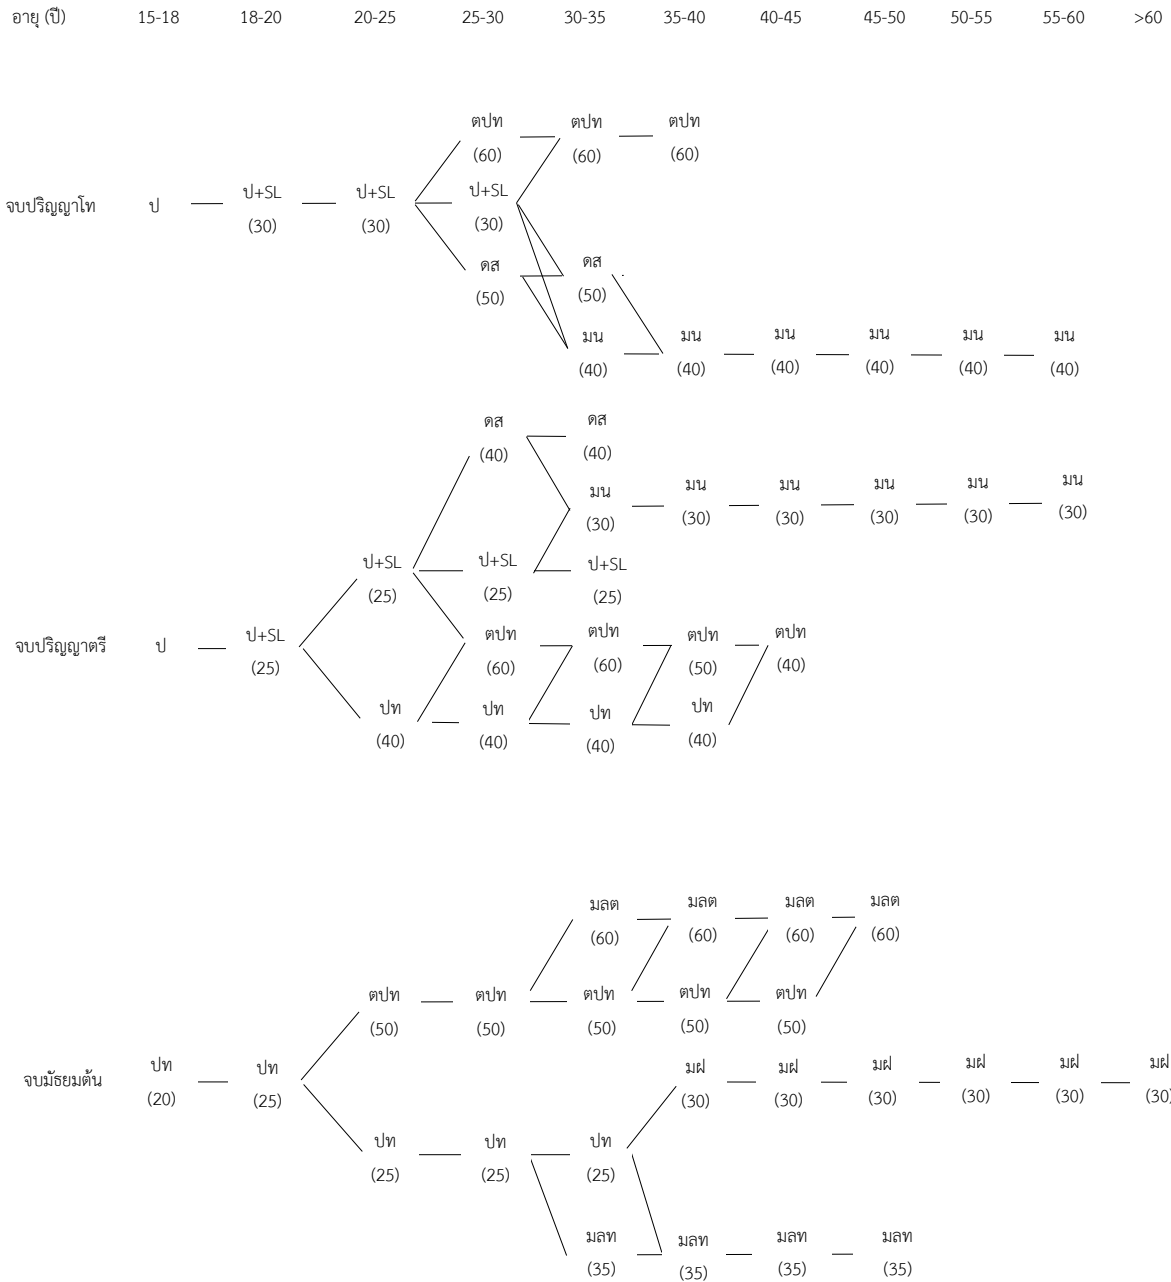 อายุ (ปี) 15-18 18-20 20-25 25-30 30-35 35-40 40-45 45-50 50-55 55-60 >60
ตปท ตปท ตปท
(60) (60) (60)
จบปริญญาโท ป ป+SL ป+SL ป+SL
(30) (30) (30)
ดส ดส
(50) (50)
มน มน มน มน มน มน
(40) (40) (40) (40) (40) (40)
ดส ดส
(40) (40)
มน มน มน มน มน มน
(30) (30) (30) (30) (30) (30)
ป+SL ป+SL ป+SL
(25) (25) (25)
จบปริญญาตรี ป ป+SL ตปท ตปท ตปท ตปท
(25) (60) (60) (50) (40)
ปท ปท ปท ปท
(40) (40) (40) (40)
มลต มลต มลต มลต
(60) (60) (60) (60)
ตปท ตปท ตปท ตปท ตปท
(50) (50) (50) (50) (50)
จบมัธยมต้น ปท ปท มฝ มฝ มฝ มฝ มฝ มฝ
(20) (25) (30) (30) (30) (30) (30) (30)
ปท ปท ปท
(25) (25) (25)
มลท มลท มลท มลท
(35) (35) (35) (35)